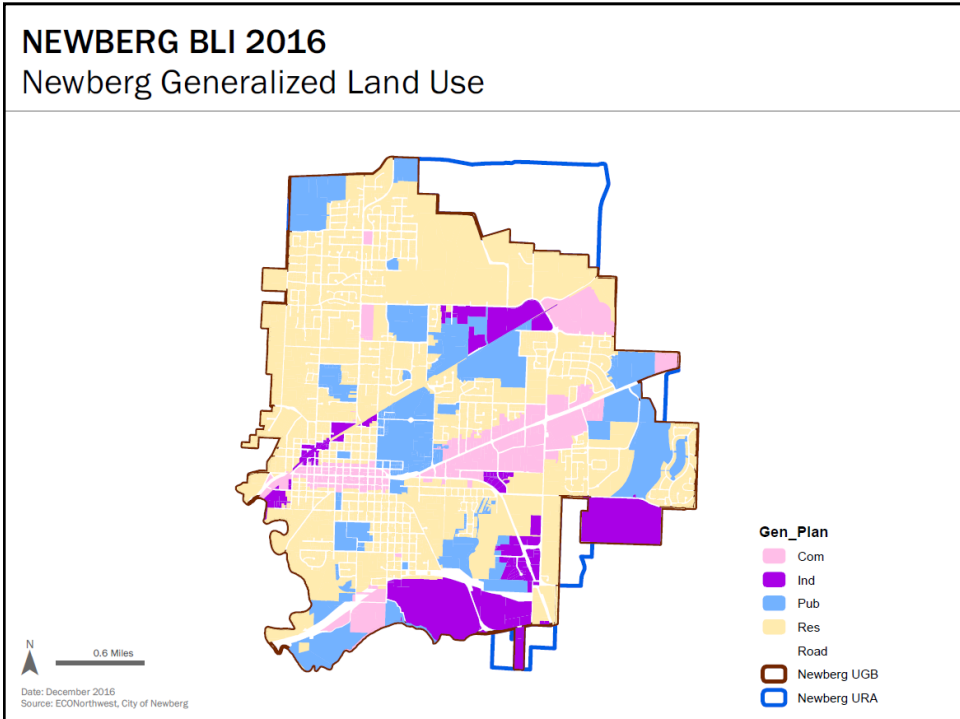 NEWBERG BLI 2016
Newberg Generalized Land Use
Gen_Plan
Com
Ind
Pub
Res
Road
Newberg UGB
Newberg URA
N
0.6 Miles
Date: December 2016
Source: ECONorthwest, City of Newberg